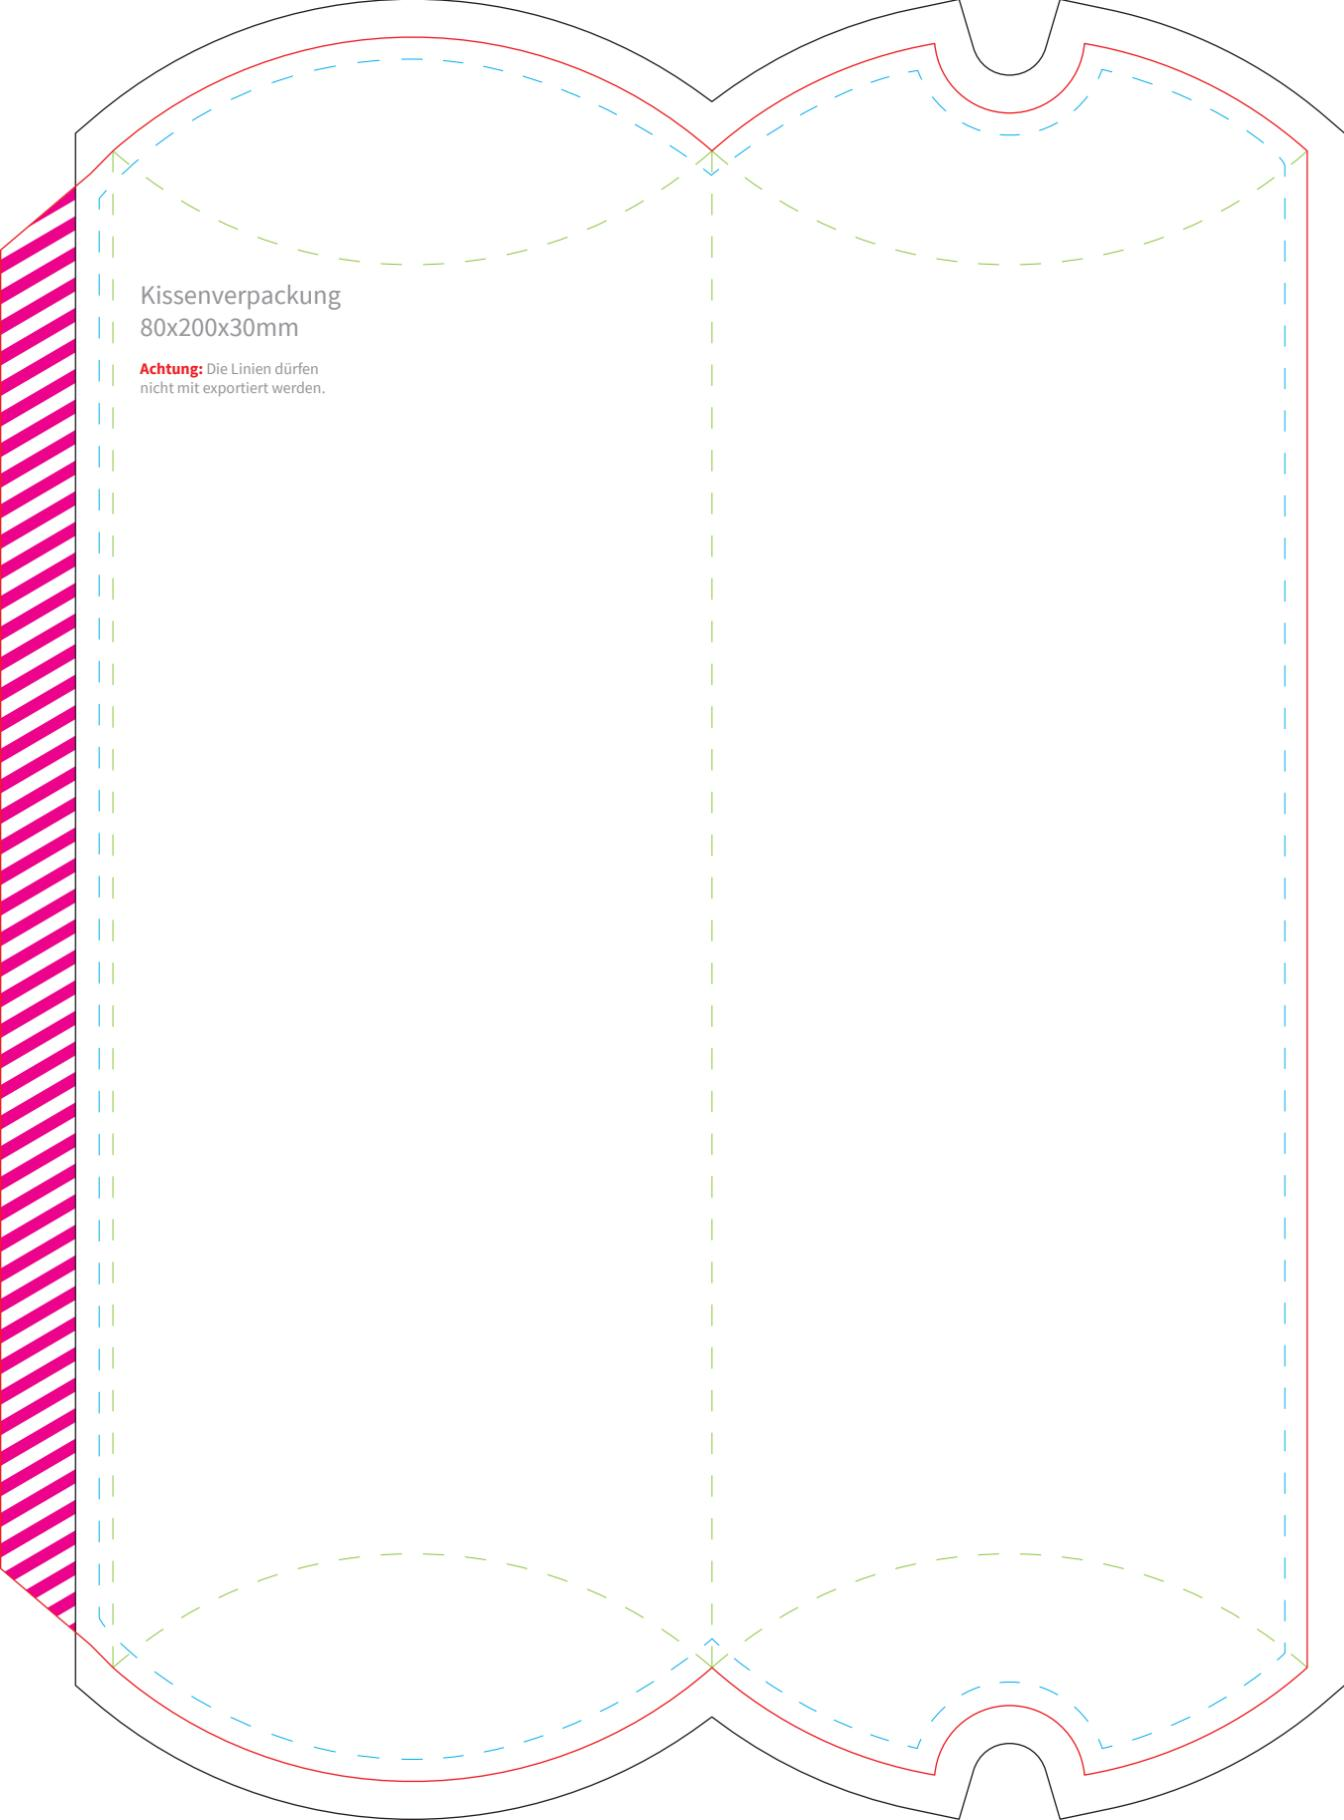 Kissenverpackung
80x200x30mm
Achtung: Die Linien dürfen
nicht mit exportiert werden.